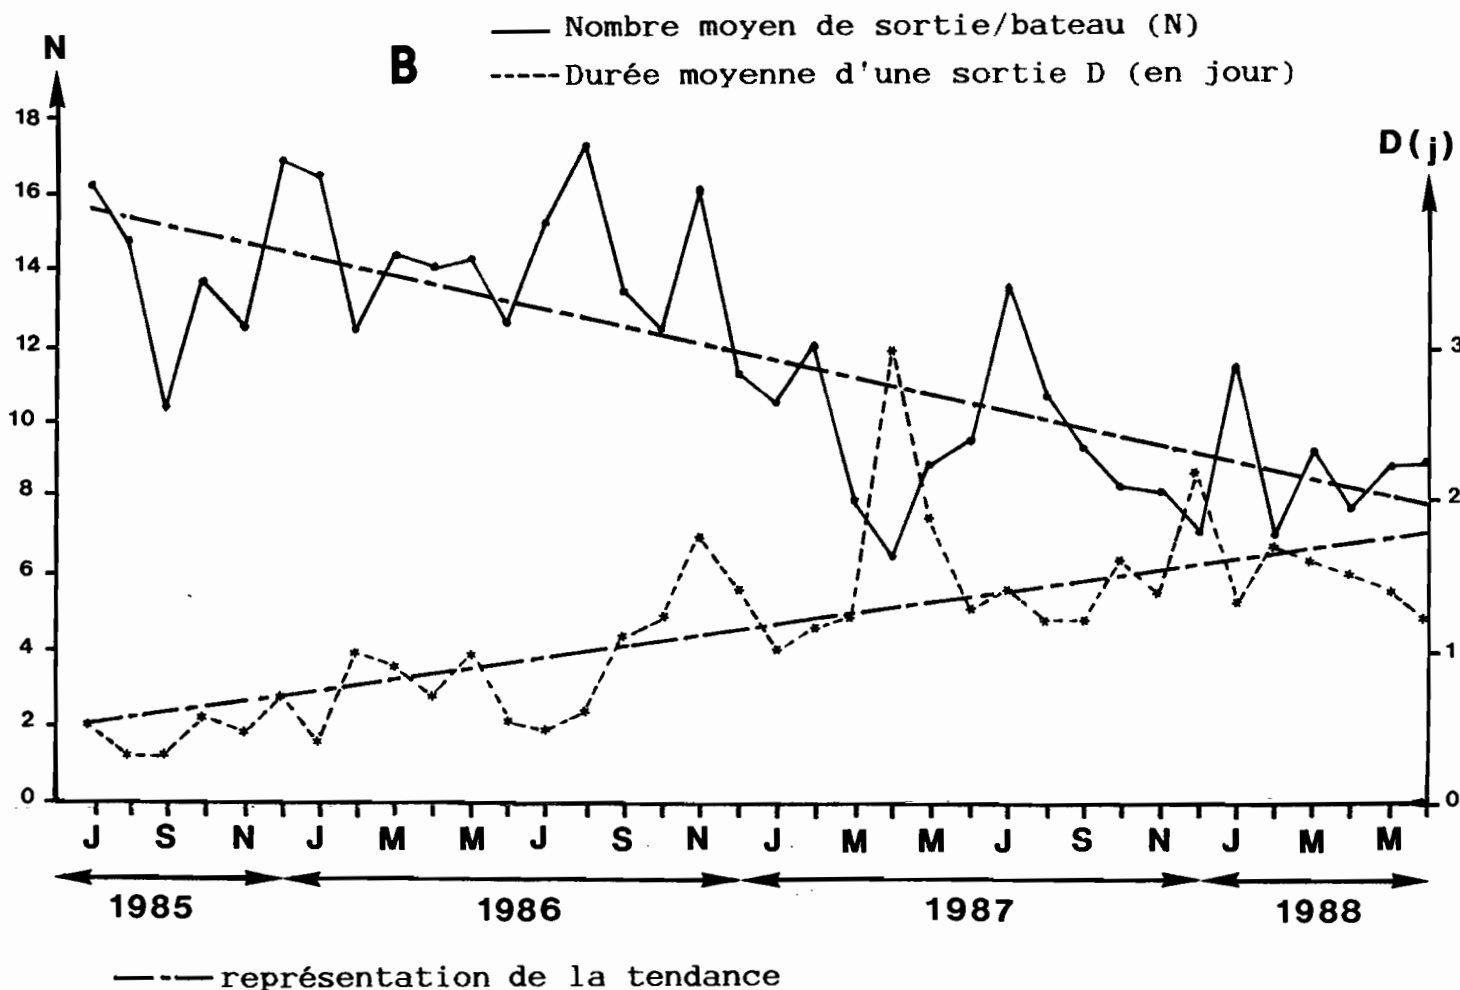 Nombre moyen de sortie/bateau (N)
N
B
Durée moyenne d'une sortie D (en jour)
18
D(j)
16
14
12
3
10
8
2
6
4
1
2
0
0
J S N J M M J S N J M M J S N J M M
1985 1986 1987 1988
représentation de la tendance